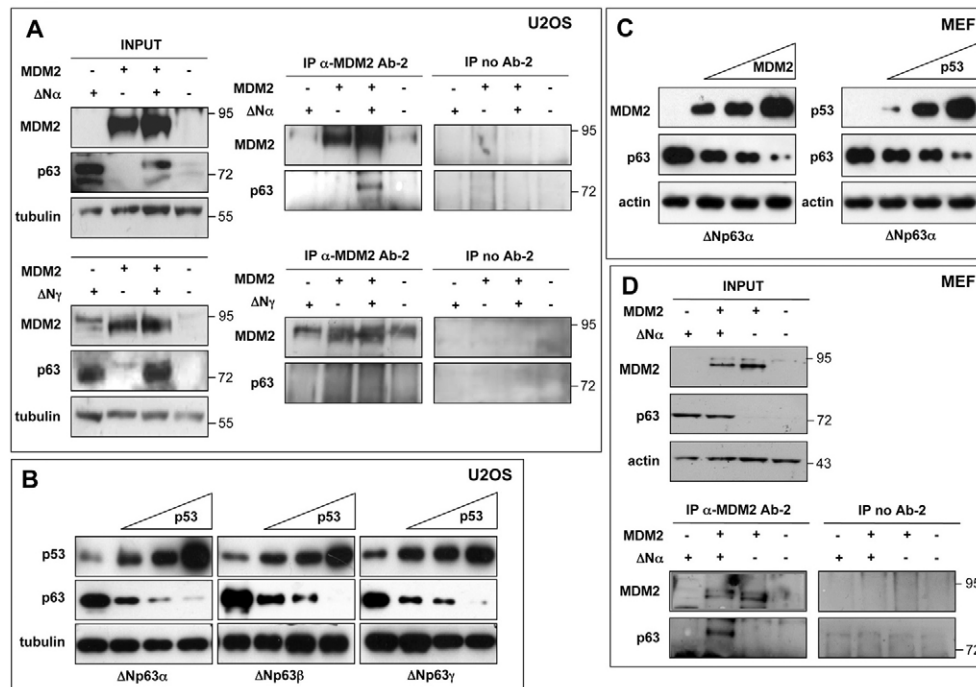 A
U2OS
INPUT
MDM2 - + + -
ΔNα + - + -
MDM2
95
p63
72
tubulin
55
IP α-MDM2 Ab-2 IP no Ab-2
MDM2 - + + - - + + -
ΔNα + - + - + - + -
MDM2
95
p63
72
MDM2 - + + -
ΔNγ + - + -
MDM2
95
p63
72
tubulin
55
IP α-MDM2 Ab-2 IP no Ab-2
MDM2 - + + - - + + -
ΔNγ + - + - + - + -
MDM2
95
p63
72
B
U2OS
p53 p53 p53
p53
p63
tubulin
ΔNp63α ΔNp63β ΔNp63γ
C
MEF
MDM2 p53
MDM2 p53
p63 p63
actin actin
ΔNp63α ΔNp63α
D
MEF
INPUT
MDM2 - + + -
ΔNα + + - -
MDM2
95
p63
72
actin
43
IP α-MDM2 Ab-2 IP no Ab-2
MDM2 - + + - - + + -
ΔNα + + - - + + - -
MDM2
95
p63
72